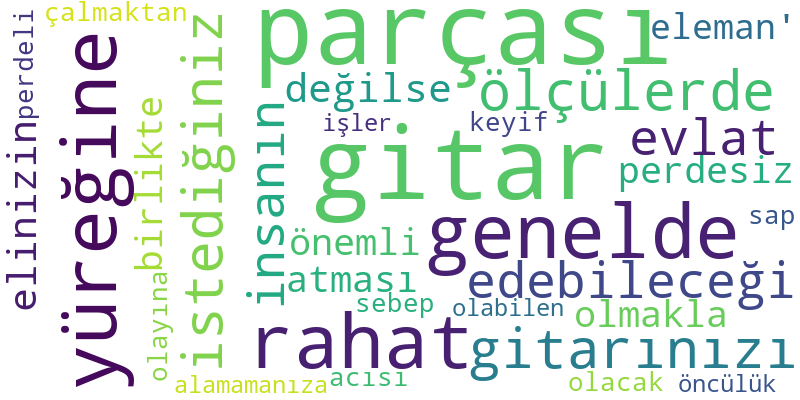 çalmaktan
parçası
eleman'
perdeli
elinizin
yüreğine
birlikte
istediğiniz
değilse
ölçülerde
insanın
işler
keyif
gitar
evlat
perdesiz
genelde
sap
önemli
atması
edebileceği
olayına
sebep
olabilen
olmakla
rahat
gitarınızı
alamamanıza
acısı
olacak
öncülük